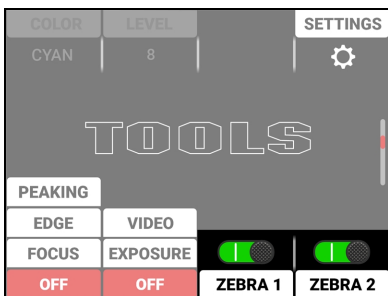 COLOR LEVEL SETTINGS
CYAN 8
TOOLS
PEAKING
EDGE VIDEO
FOCUS EXPOSURE
OFF OFF ZEBRA 1 ZEBRA 2